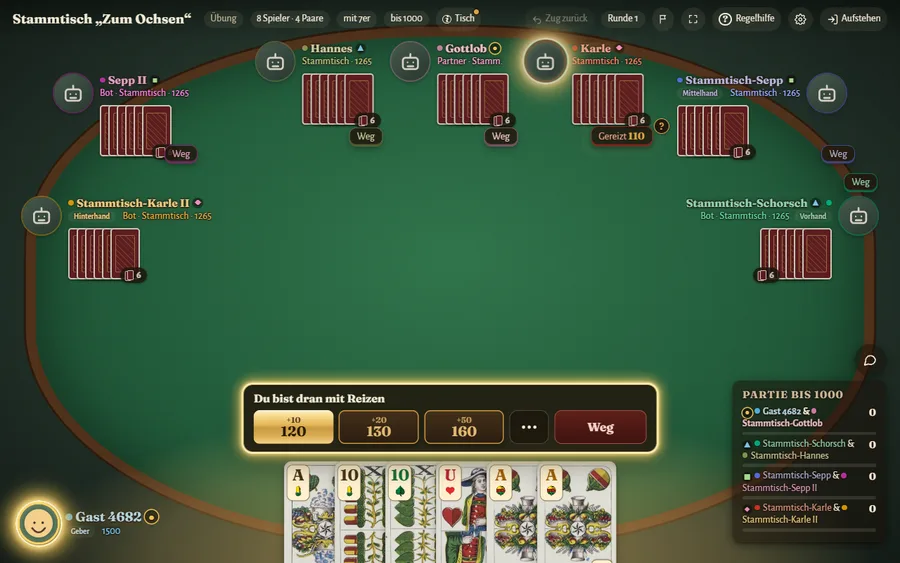 Stammtisch „Zum Ochsen“ Übung 8 Spieler · 4 Paare mit 7er bis 1000 Tisch Zug zurück Runde 1 Regelhilfe Aufstehen
Hannes
Stammtisch · 1265
6
Weg
Gottlob
Partner · Stamm
6
Weg
Karle
Stammtisch · 1265
6
Gereizt 110 ?
Sepp II
Bot · Stammtisch · 1265
Weg
Stammtisch-Sepp
Mittelhand Stammtisch · 1265
6
Weg
Stammtisch-Karle II
Hinterhand Bot · Stammtisch · 1265
6
Weg
Stammtisch-Schorsch
Bot · Stammtisch · 1265 Vorhand
6
Du bist dran mit Reizen
+10
120
+20
130
+50
160
•••
Weg
PARTIE BIS 1000
Gast 4682 & 0
Stammtisch-Gottlob
Stammtisch-Schorsch & 0
Stammtisch-Hannes
Stammtisch-Sepp & 0
Stammtisch-Sepp II
Stammtisch-Karle & 0
Stammtisch-Karle II
A 10 10 U A A
Gast 4682
Geber 1500